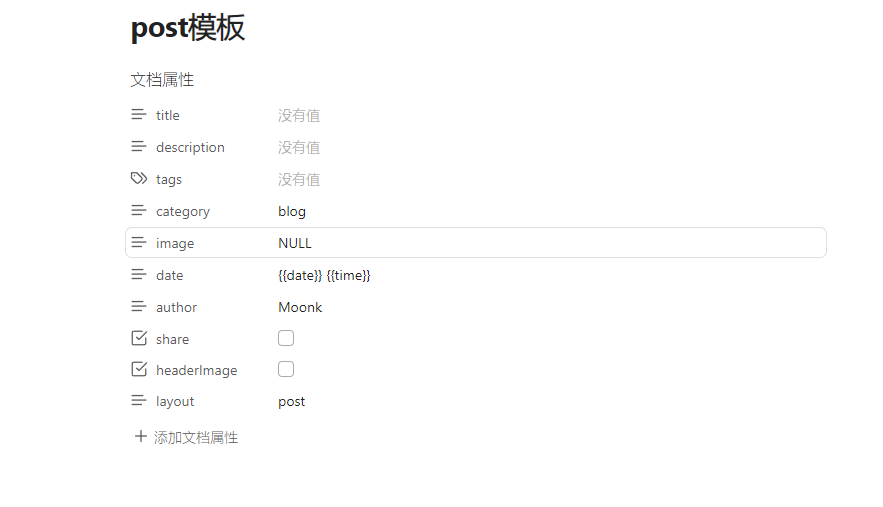 post模板
文档属性
title 没有值
description 没有值
tags 没有值
category blog
image NULL
date {{date}} {{time}}
author Moonk
share
headerImage
layout post
添加文档属性